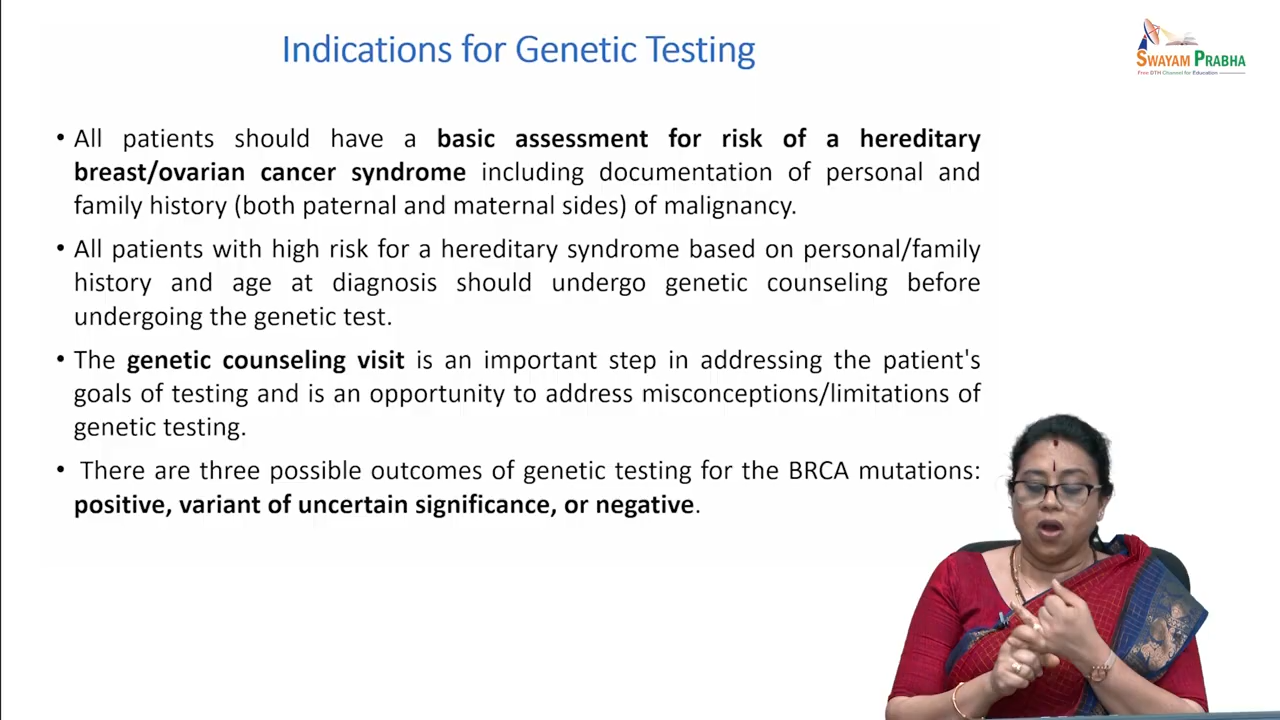 Indications for Genetic Testing
SWAYAM PRABHA
Free DTH Channel for Education
• All patients should have a basic assessment for risk of a hereditary
breast/ovarian cancer syndrome including documentation of personal and
family history (both paternal and maternal sides) of malignancy.
• All patients with high risk for a hereditary syndrome based on personal/family
history and age at diagnosis should undergo genetic counseling before
undergoing the genetic test.
• The genetic counseling visit is an important step in addressing the patient's
goals of testing and is an opportunity to address misconceptions/limitations of
genetic testing.
• There are three possible outcomes of genetic testing for the BRCA mutations:
positive, variant of uncertain significance, or negative.